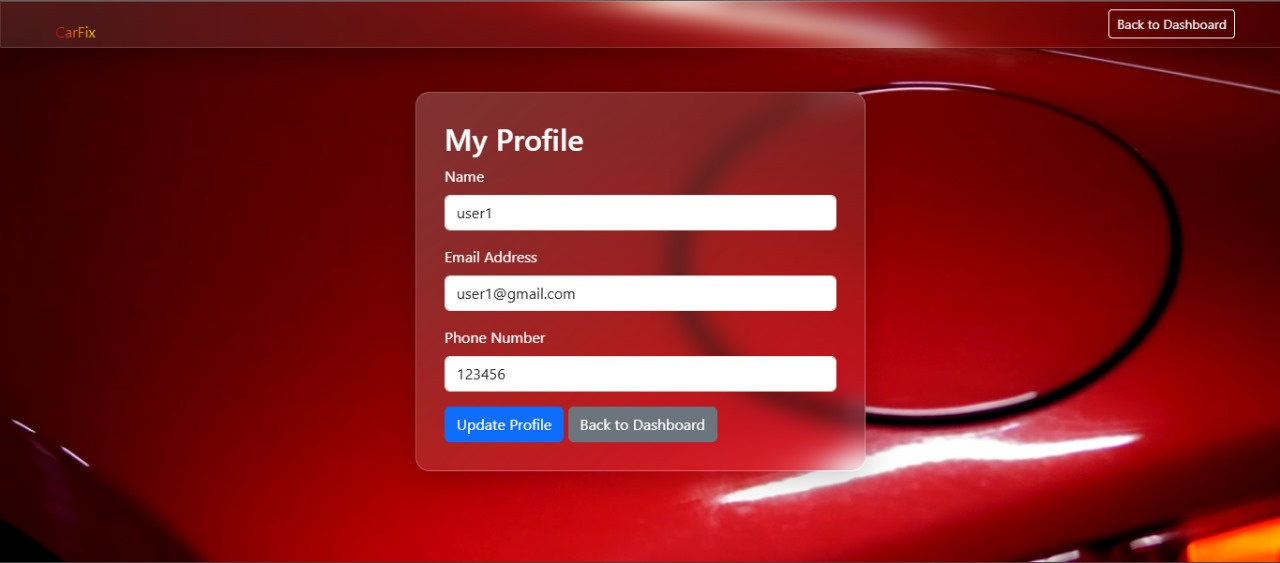 CarFix
Back to Dashboard
My Profile
Name
user1
Email Address
user1@gmail.com
Phone Number
123456
Update Profile
Back to Dashboard